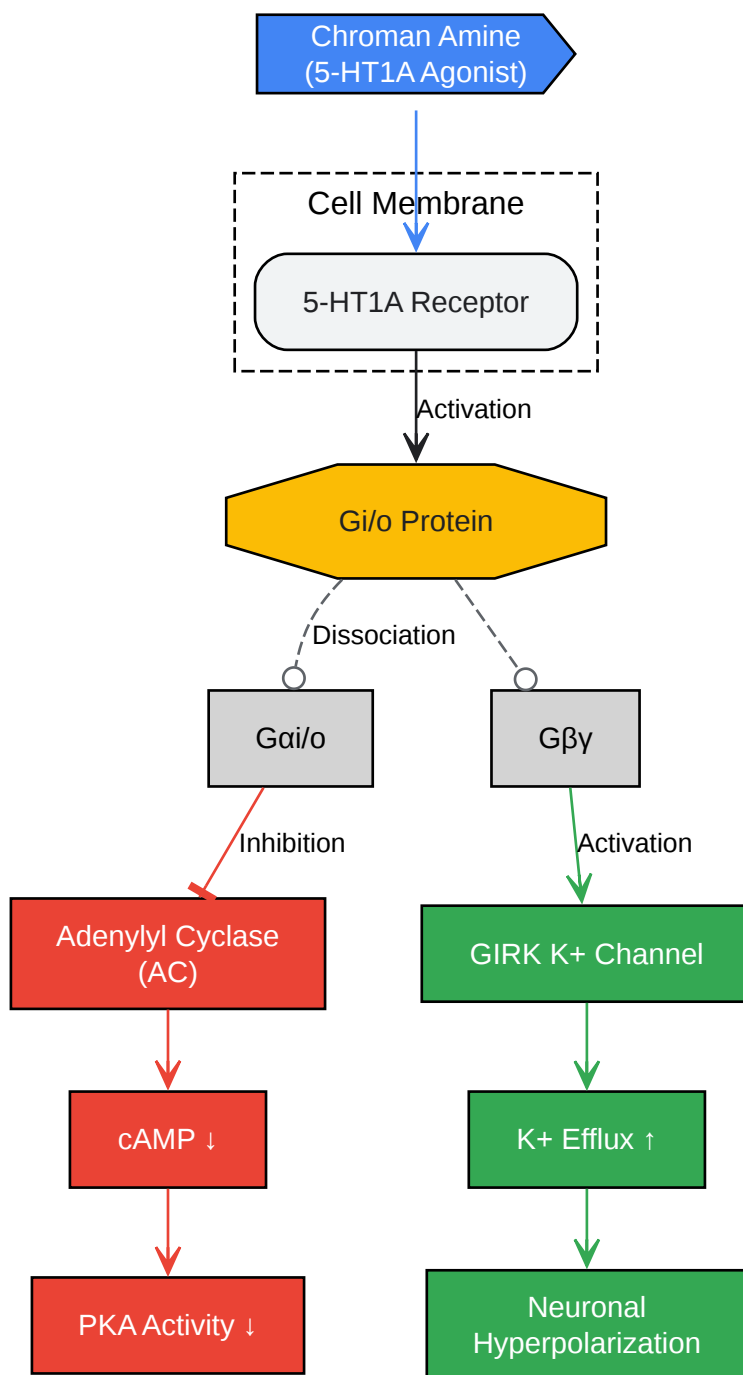 Chroman Amine
(5-HT1A Agonist)
Cell Membrane
5-HT1A Receptor
Activation
Gi/o Protein
Dissociation
Gαi/o
Gβγ
Inhibition
Activation
Adenylyl Cyclase
(AC)
GIRK K+ Channel
cAMP ↓
K+ Efflux ↑
PKA Activity ↓
Neuronal
Hyperpolarization